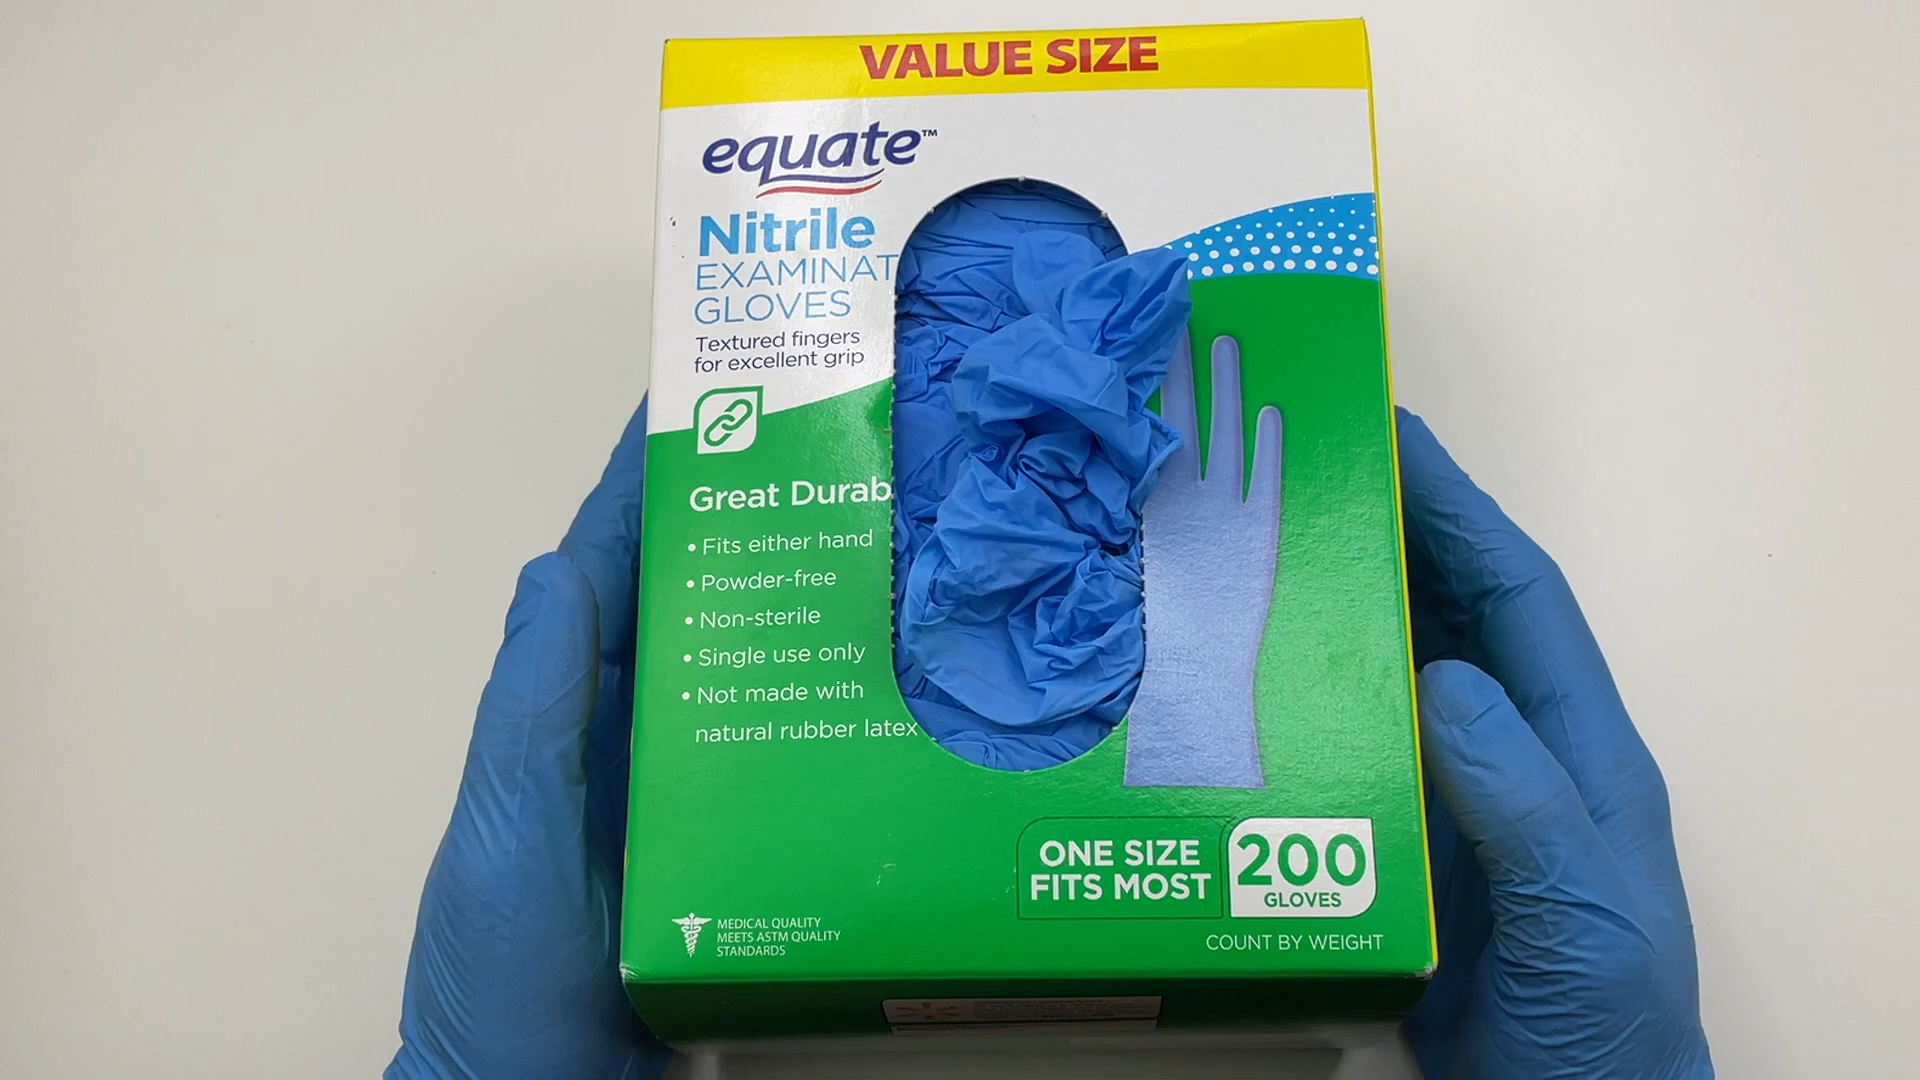 VALUE SIZE
equate™
Nitrile
EXAMINAT
GLOVES
Textured fingers
for excellent grip
Great Durab
• Fits either hand
• Powder-free
• Non-sterile
• Single use only
• Not made with
natural rubber latex
ONE SIZE
FITS MOST
200
GLOVES
COUNT BY WEIGHT
MEDICAL QUALITY
MEETS ASTM QUALITY
STANDARDS